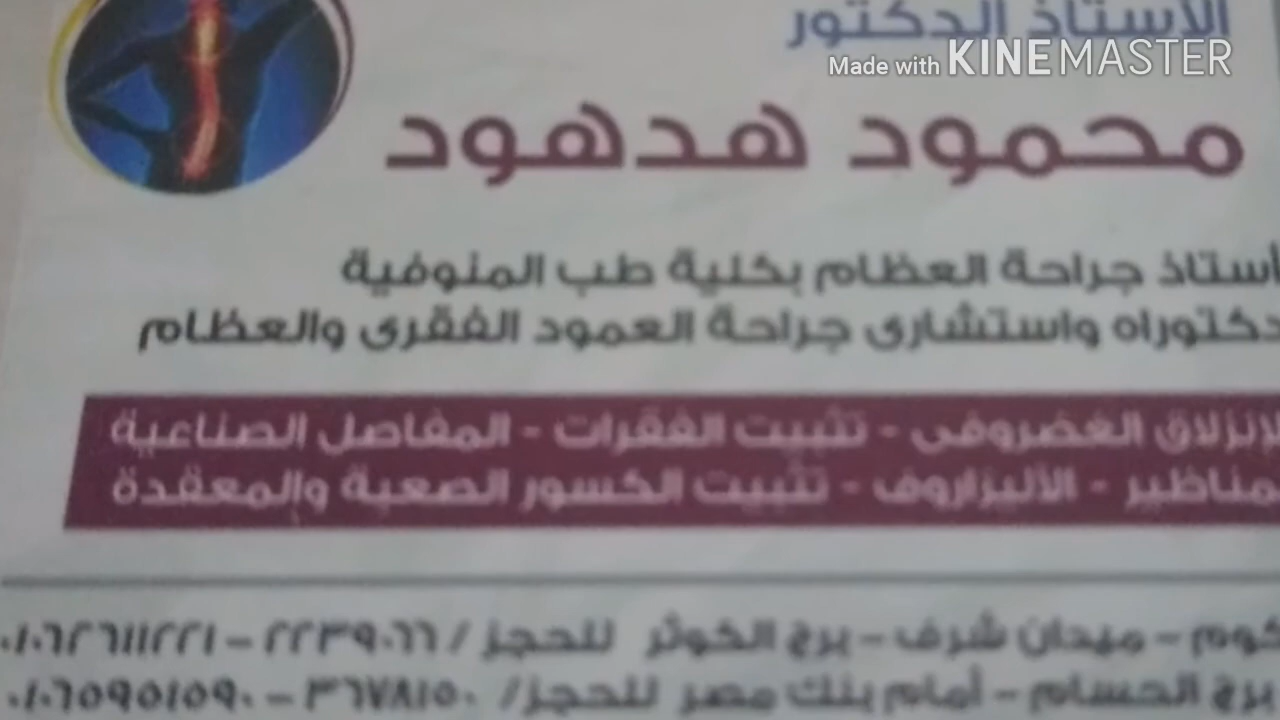 الأستاذ الدكتور
Made with KINEMASTER
محمود هدهود
أستاذ جراحة العظام بكلية طب المنوفية
دكتوراه واستشارى جراحة العمود الفقرى والعظام
الإنزلاق الغضروفى - تثبيت الفقرات - المفاصل الصناعية
مناظير - الأليزاروف - تثبيت الكسور الصعبة والمعقدة
كوم - ميدان شرف - برج الكوثر للحجز / ٢٢٣٩٠٦٦ - ٠١٠٦٢٦١١٢٢١
برج الحسام - أمام بنك مصر للحجز / ٣٦٧٨١٥٠ - ٠١٠٦٥٩٥٠١٥٩٠